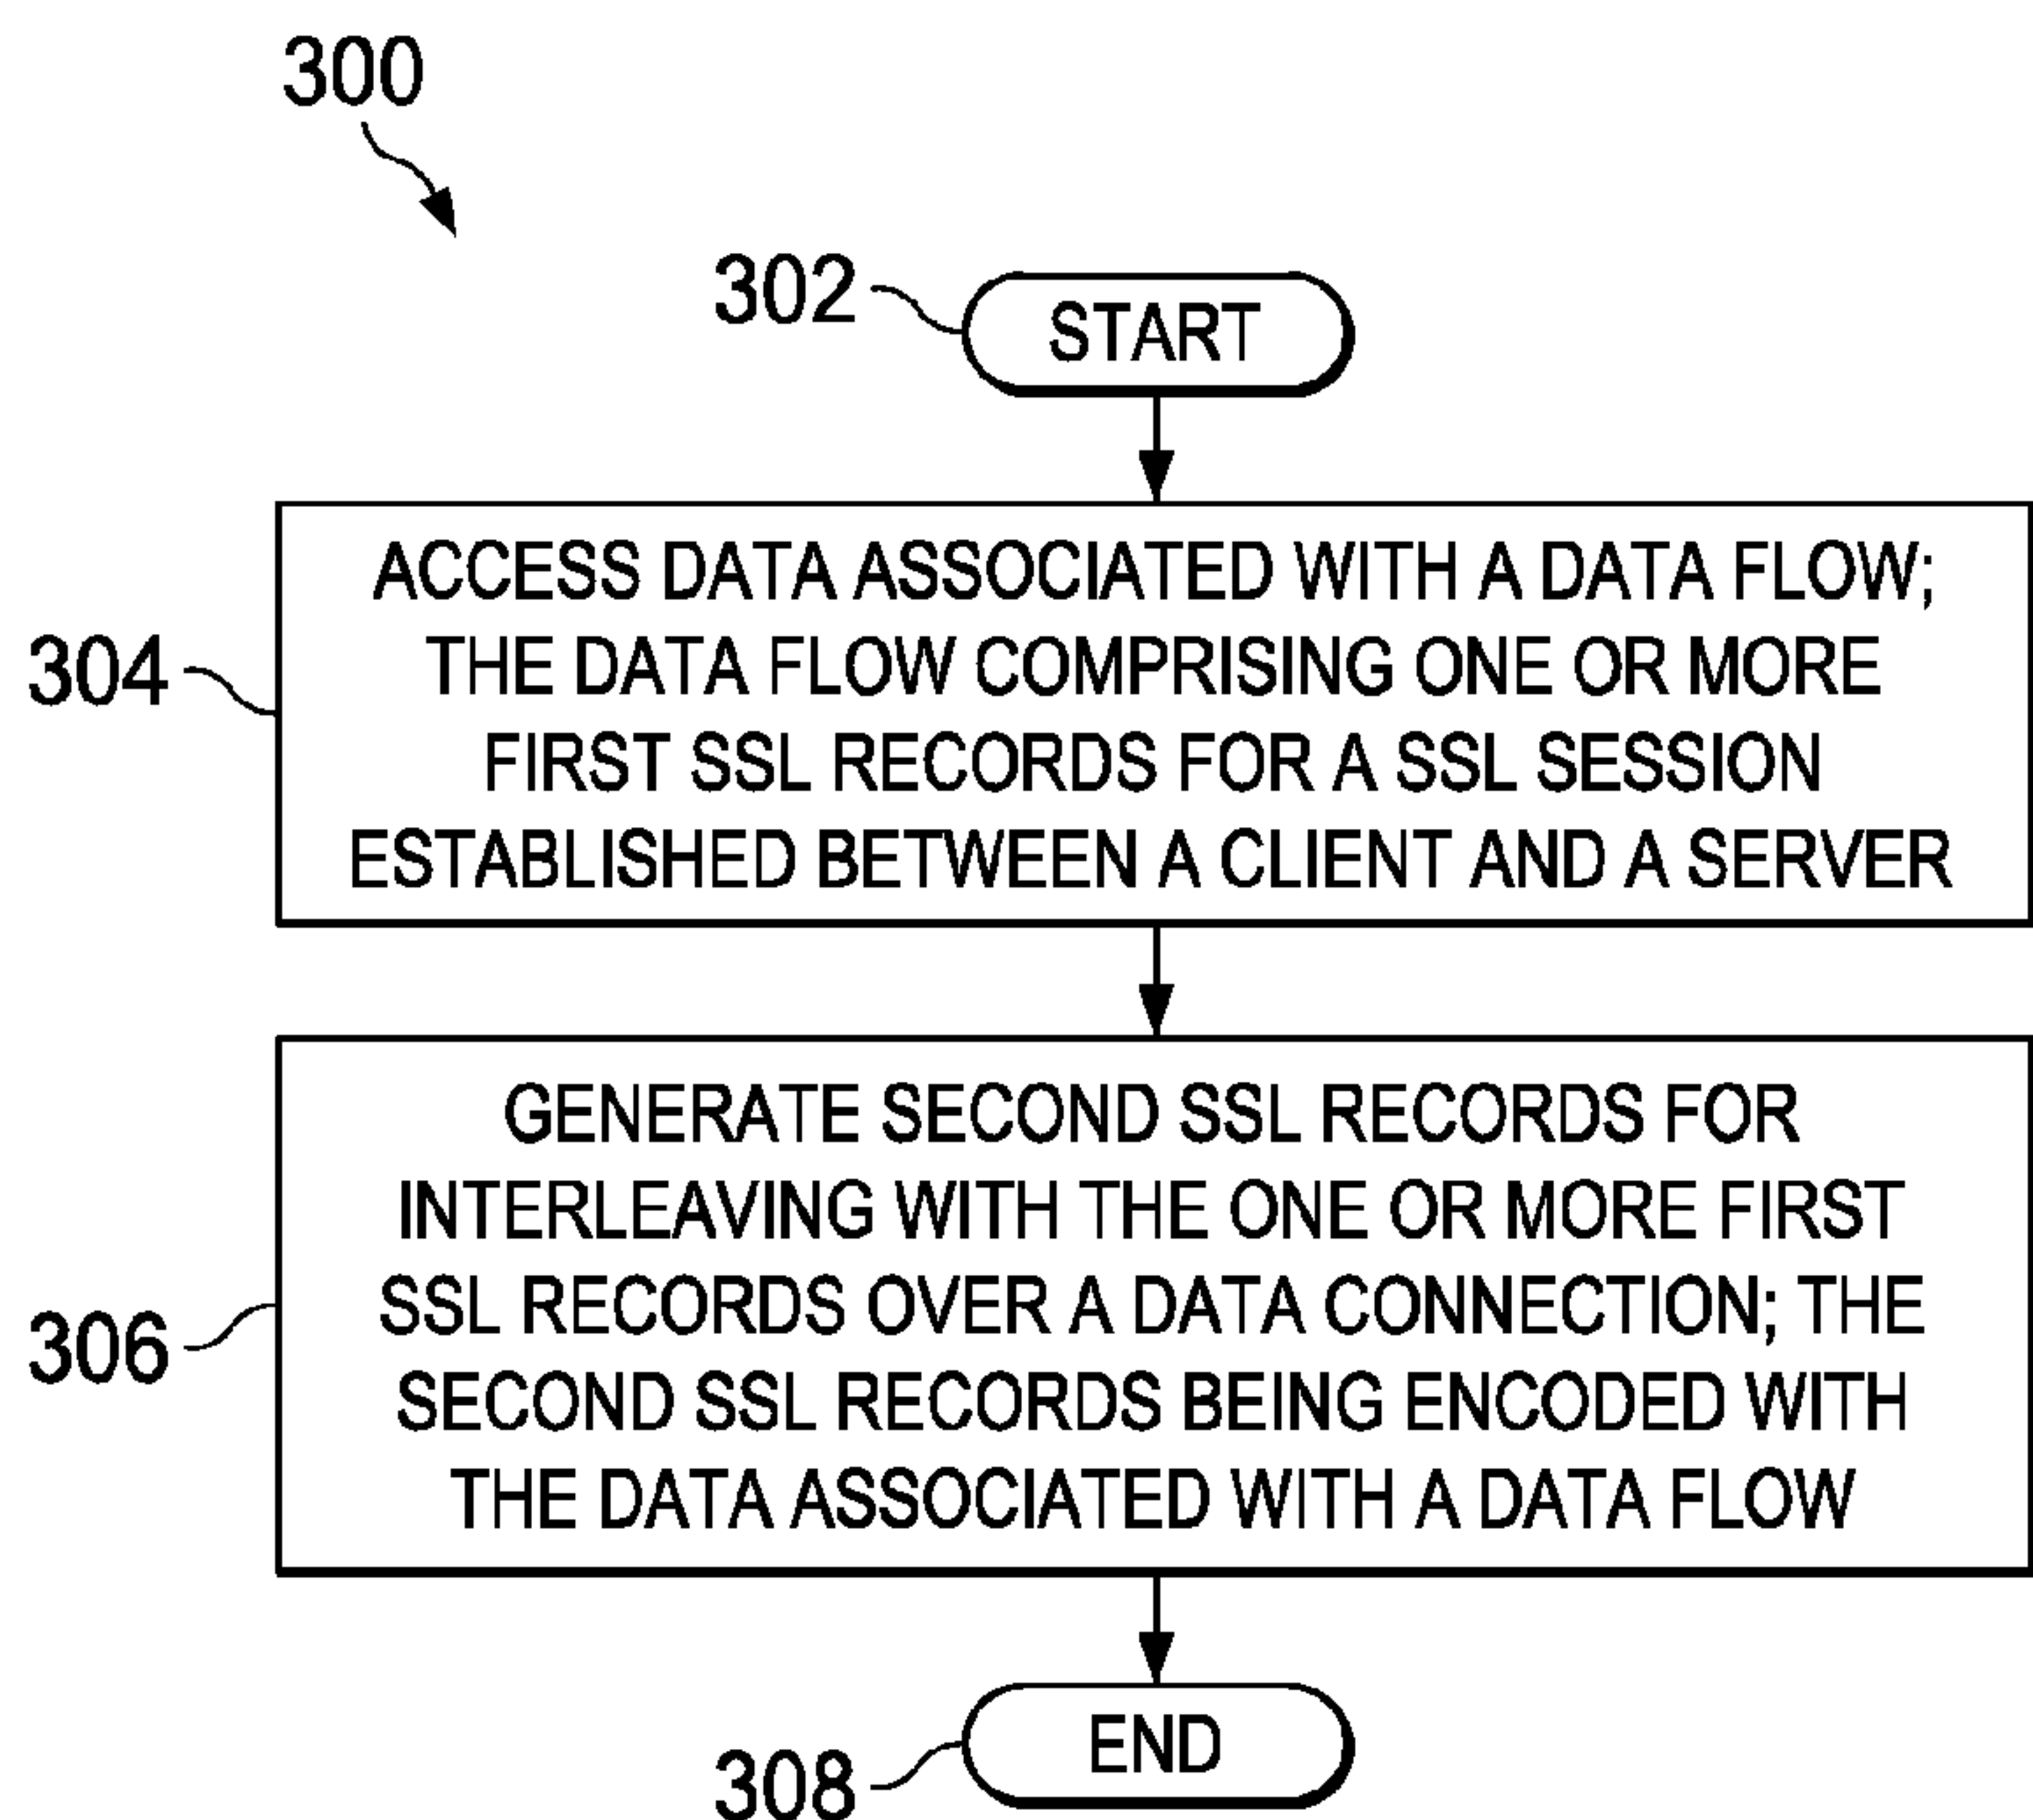 300
302
START
ACCESS DATA ASSOCIATED WITH A DATA FLOW;
THE DATA FLOW COMPRISING ONE OR MORE
304
FIRST SSL RECORDS FOR A SSL SESSION
ESTABLISHED BETWEEN A CLIENT AND A SERVER
GENERATE SECOND SSL RECORDS FOR
INTERLEAVING WITH THE ONE OR MORE FIRST
SSL RECORDS OVER A DATA CONNECTION; THE
306
SECOND SSL RECORDS BEING ENCODED WITH
THE DATA ASSOCIATED WITH A DATA FLOW
END
308